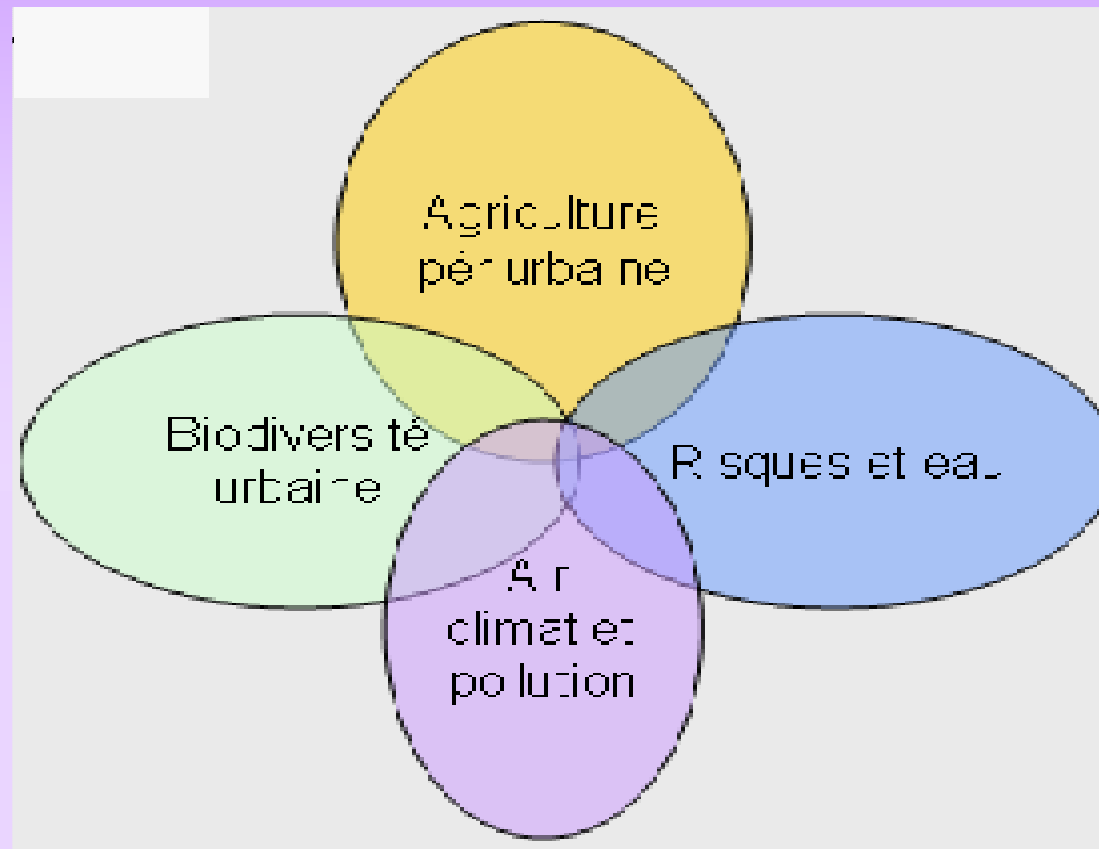 Agriculture
périurbaine
Biodiversité
urbaine
Risques et eau
Air
climat et
pollution